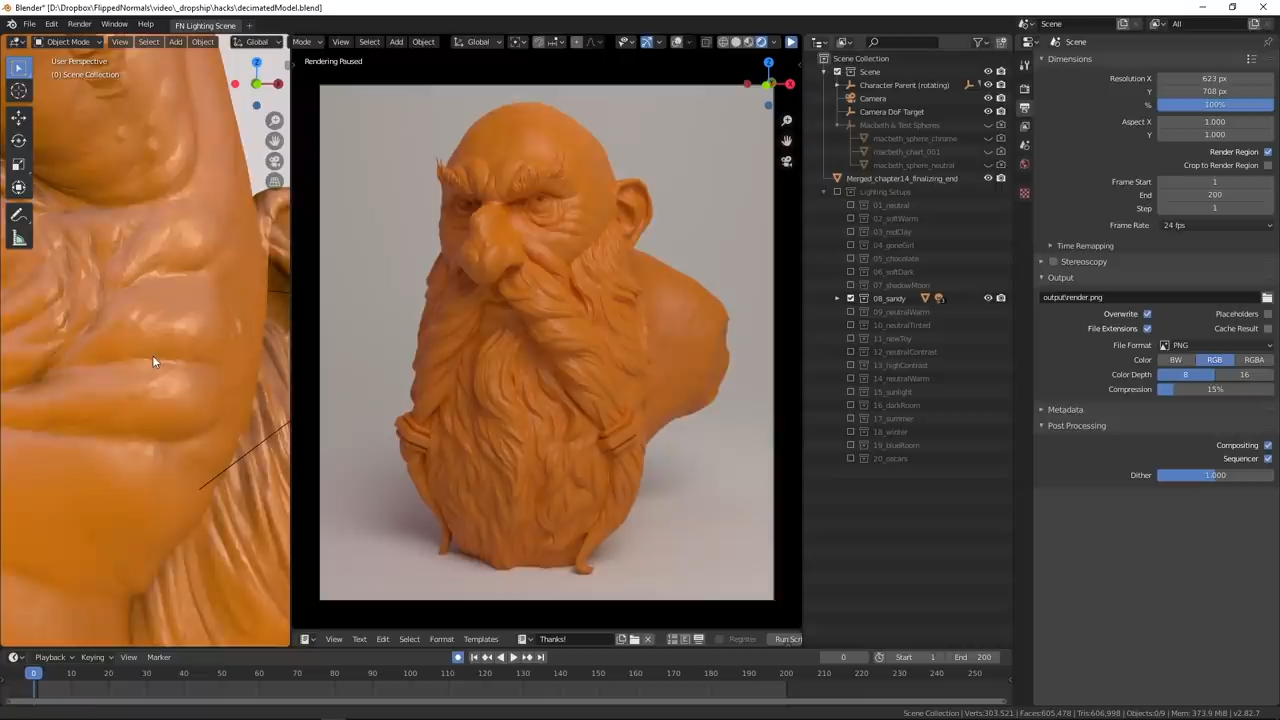 Blender* [D:\Dropbox\FlippedNormals\video\_dropship\hacks\decimatedModel.blend]
File Edit Render Window Help FN Lighting Scene Scene All
Object Mode View Select Add Object Global Mode View Select Add Object Global Scene
User Perspective
(0) Scene Collection
Rendering Paused
Z
Z
X
Scene Collection
Scene
Character Parent (rotating)
Camera
Camera DoF Target
Macbeth & Test Spheres
macbeth_sphere_chrome
macbeth_chart_001
macbeth_sphere_neutral
Merged_chapter14_finalizing_end
Lighting Setups
01_neutral
02_softWarm
03_redClay
04_goneGirl
05_chocolate
06_softDark
07_shadowMoon
08_sandy 3
09_neutralWarm
10_neutralTinted
11_newToy
12_neutralContrast
13_highContrast
14_neutralWarm
15_sunlight
16_darkRoom
17_summer
18_winter
19_blueRoom
20_oscars
Dimensions
Resolution X 623 px
Y 708 px
% 100%
Aspect X 1.000
Y 1.000
Render Region
Crop to Render Region
Frame Start 1
End 200
Step 1
Frame Rate 24 fps
Time Remapping
Stereoscopy
Output
output\render.png
Overwrite Placeholders
File Extensions Cache Result
File Format PNG
Color BW RGB RGBA
Color Depth 8 16
Compression 15%
Metadata
Post Processing
Compositing
Sequencer
Dither 1.000
View Text Edit Select Format Templates Thanks! Register Run Scri
Playback Keying View Marker 0 Start 1 End 200
0 10 20 30 40 50 60 70 80 90 100 110 120 130 140 150 160 170 180 190 200 210 220 230 240 250
Scene Collection | Verts:303,521 | Faces:605,478 | Tris:606,998 | Objects:0/9 | Mem: 373.9 MiB | v2.82.7